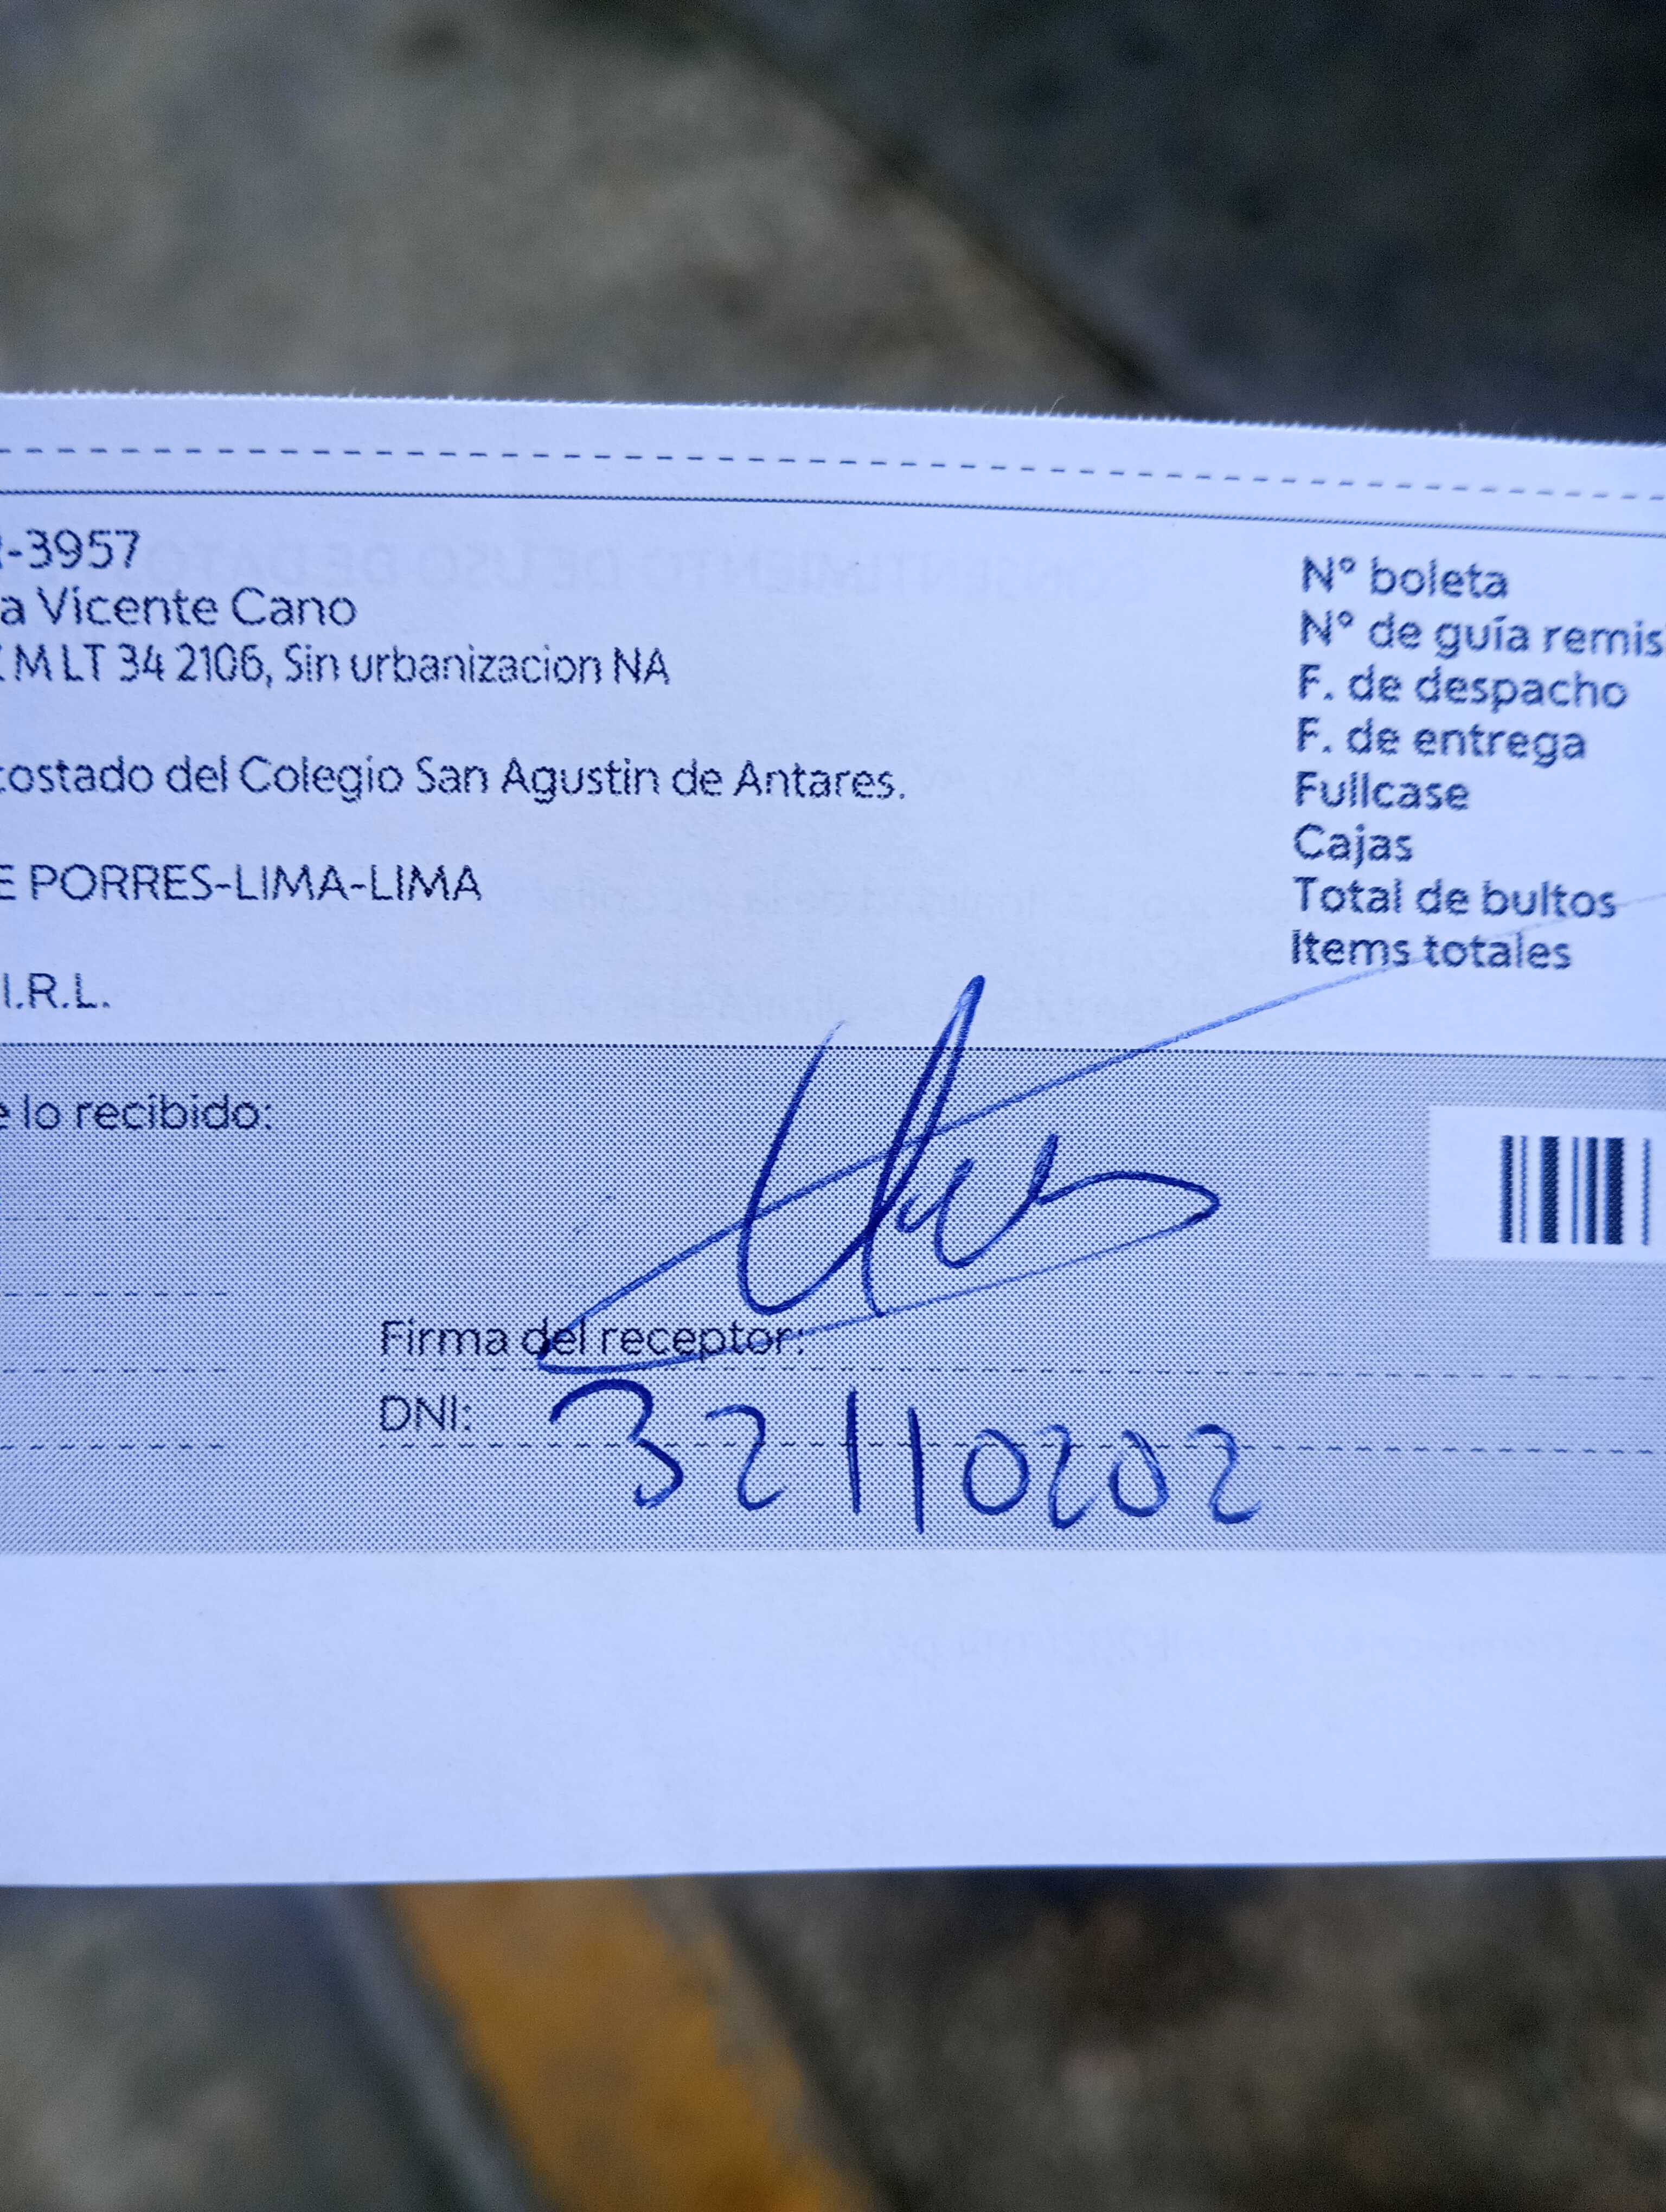 -3957
a Vicente Cano
M LT 34 2106, Sin urbanizacion NA
costado del Colegio San Agustin de Antares.
E PORRES-LIMA-LIMA
I.R.L.
N° boleta
N° de guía remis
F. de despacho
F. de entrega
Fullcase
Cajas
Total de bultos
Items totales
e lo recibido:
Firma del receptor:
DNI: 32110202